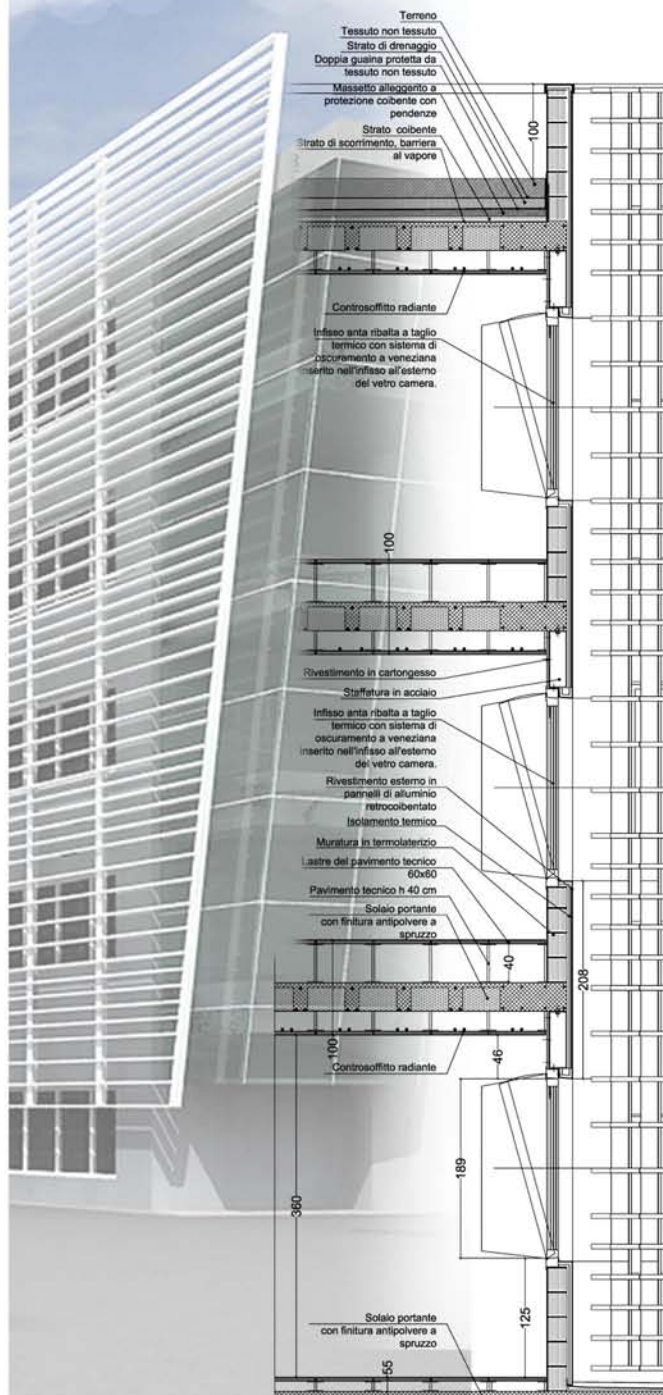 Terreno
Tessuto non tessuto
Strato di drenaggio
Doppia guaina protetta da
tessuto non tessuto
Massetto alleggerito a
protezione coibente con
pendenze
Strato coibente
Strato di scorrimento, barriera
al vapore
100
Controsoffitto radiante
Infisso anta ribalta a taglio
termico con sistema di
oscuramento a veneziana
inserito nell'infisso all'esterno
del vetro camera.
100
Rivestimento in cartongesso
Staffatura in acciaio
Infisso anta ribalta a taglio
termico con sistema di
oscuramento a veneziana
inserito nell'infisso all'esterno
del vetro camera.
Rivestimento esterno in
pannelli di alluminio
retrocoibentato
Isolamento termico
Muratura in termolaterizio
Lastre del pavimento tecnico
60x60
Pavimento tecnico h 40 cm
Solaio portante
con finitura antipolvere a
spruzzo
40
208
100
46
Controsoffitto radiante
189
360
125
Solaio portante
con finitura antipolvere a
spruzzo
55